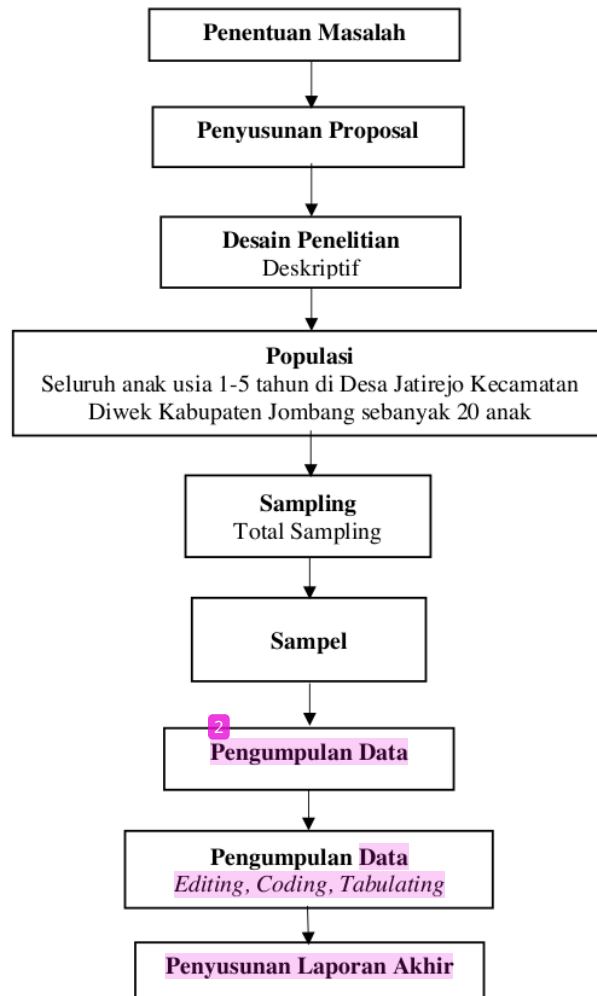 Penentuan Masalah
Penyusunan Proposal
Desain Penelitian
Deskriptif
Populasi
Seluruh anak usia 1-5 tahun di Desa Jatirejo Kecamatan
Diwek Kabupaten Jombang sebanyak 20 anak
Sampling
Total Sampling
Sampel
2
Pengumpulan Data
Pengumpulan Data
Editing, Coding, Tabulating
Penyusunan Laporan Akhir